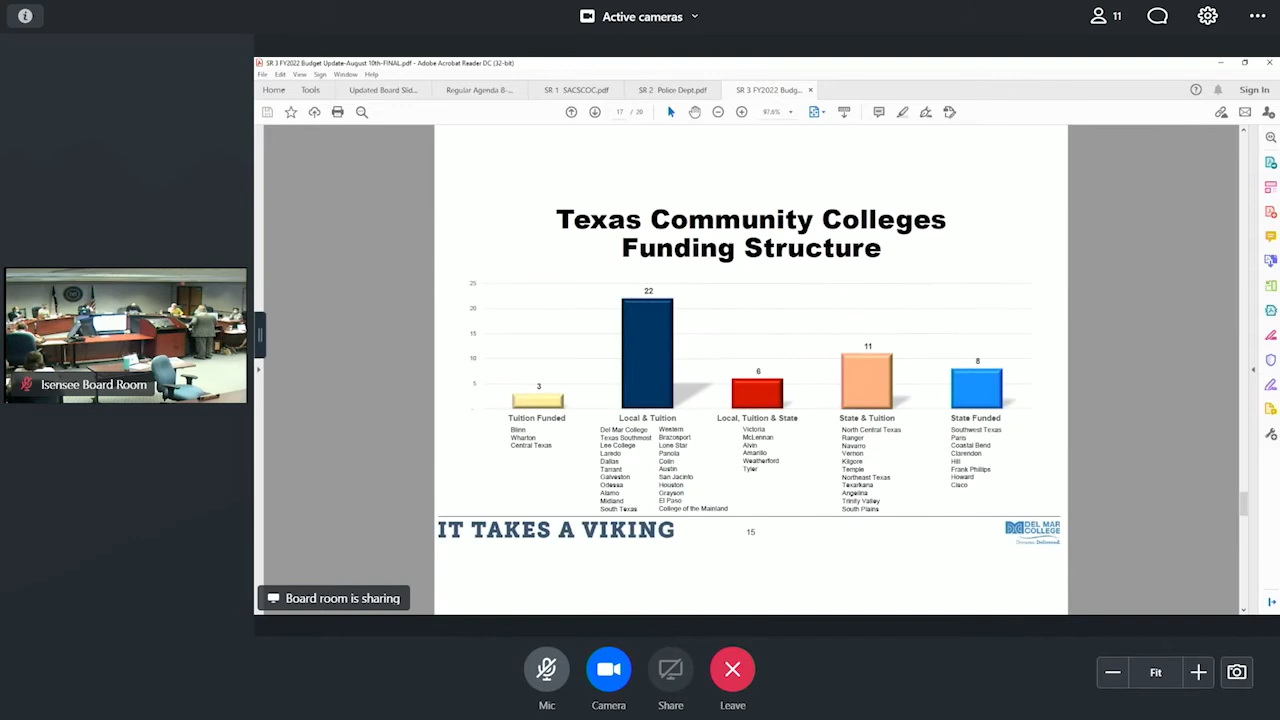 Active cameras
11
SR 3 FY2022 Budget Update-August 10th-FINAL.pdf - Adobe Acrobat Reader DC (32-bit)
File Edit View Sign Window Help
Home Tools Updated Board Slid... Regular Agenda 8-... SR 1 SACSCOC.pdf SR 2 Police Dept.pdf SR 3 FY2022 Budg... × Sign In
17 / 20 97.6%
Texas Community Colleges
Funding Structure
25
20
15
10
5
-
3
22
6
11
8
Tuition Funded
Blinn
Wharton
Central Texas
Local & Tuition
Del Mar College
Texas Southmost
Lee College
Laredo
Dallas
Tarrant
Galveston
Odessa
Alamo
Midland
South Texas
Western
Brazosport
Lone Star
Panola
Colin
Austin
San Jacinto
Houston
Grayson
El Paso
College of the Mainland
Local, Tuition & State
Victoria
McLennan
Alvin
Amarillo
Weatherford
Tyler
State & Tuition
North Central Texas
Ranger
Navarro
Vernon
Kilgore
Temple
Northeast Texas
Texarkana
Angelina
Trinity Valley
South Plains
State Funded
Southwest Texas
Paris
Coastal Bend
Clarendon
Hill
Frank Phillips
Howard
Cisco
IT TAKES A VIKING
15
DEL MAR
COLLEGE
Dreams. Delivered.
Isensee Board Room
Board room is sharing
Mic
Camera
Share
Leave
Fit